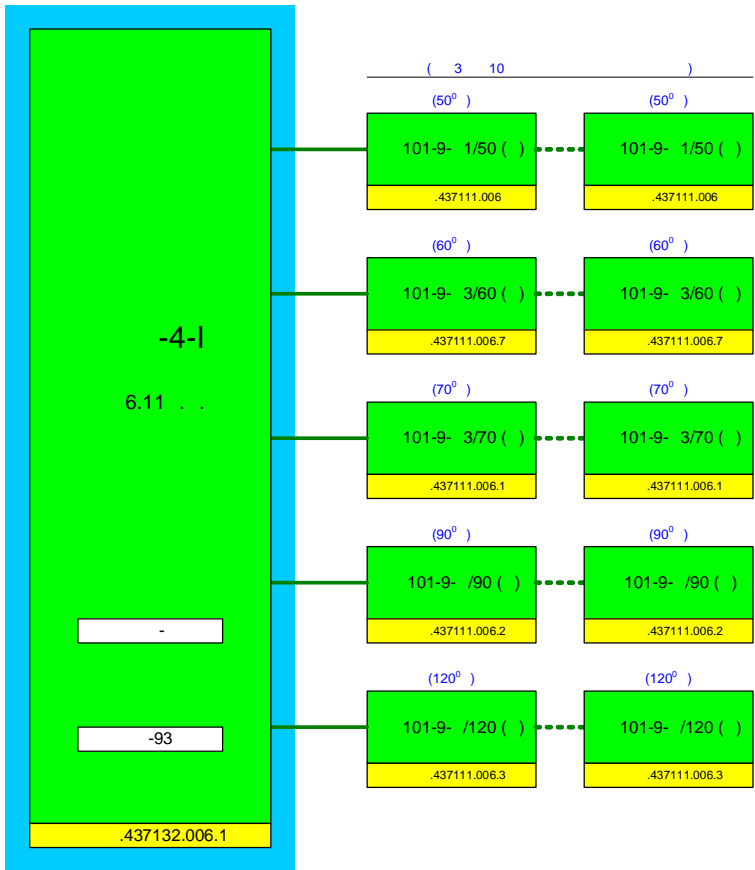 ( 3 10 )
(50⁰ ) (50⁰ )
101-9- 1/50 ( ) 101-9- 1/50 ( )
.437111.006 .437111.006
(60⁰ ) (60⁰ )
101-9- 3/60 ( ) 101-9- 3/60 ( )
.437111.006.7 .437111.006.7
-4-I
6.11 . .
(70⁰ ) (70⁰ )
101-9- 3/70 ( ) 101-9- 3/70 ( )
.437111.006.1 .437111.006.1
(90⁰ ) (90⁰ )
101-9- /90 ( ) 101-9- /90 ( )
.437111.006.2 .437111.006.2
-
(120⁰ ) (120⁰ )
101-9- /120 ( ) 101-9- /120 ( )
.437111.006.3 .437111.006.3
-93
.437132.006.1